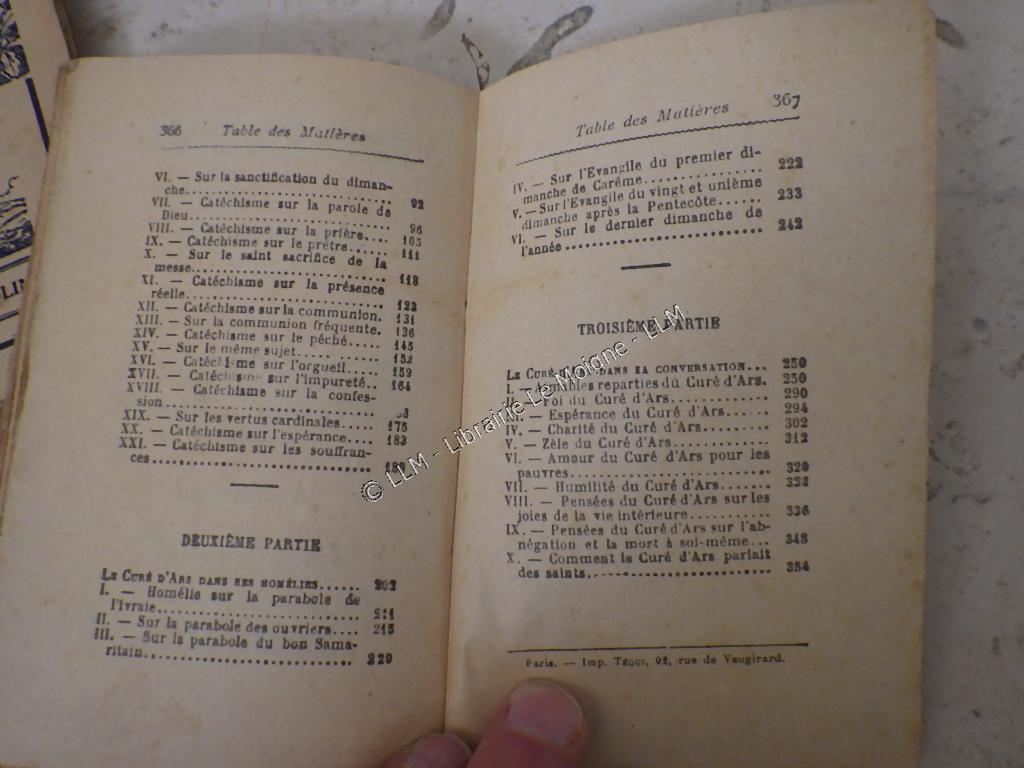 LIN
366 Table des Matières
VI. — Sur la sanctification du diman-
che.................... 92
VII. — Catéchisme sur la parole de
Dieu.................... 96
VIII. — Catéchisme sur la prière.... 105
IX. — Catéchisme sur le prêtre.... 111
X. — Sur le saint sacrifice de la
messe.................... 118
XI. — Catéchisme sur la présence
réelle.................... 123
XII. — Catéchisme sur la communion. 131
XIII. — Sur la communion fréquente. 136
XIV. — Catéchisme sur le péché..... 145
XV. — Sur le même sujet..... ...... 152
XVI. — Catéchisme sur l'orgueil..... 159
XVII. — Catéchisme sur l'impureté.. 164
XVIII. — Catéchisme sur la confes-
sion....................
XIX. — Sur les vertus cardinales..... 175
XX. — Catéchisme sur l'espérance.... 183
XXI. — Catéchisme sur les souffran-
ces....................
DEUXIÈME PARTIE
LE CURÉ D'ARS DANS SES HOMÉLIES...... 202
I. — Homélie sur la parabole de
l'ivraie.................... 211
II. — Sur la parabole des ouvriers.... 215
III. — Sur la parabole du bon Sama-
ritain.................... 220
Table des Matières 367
IV. — Sur l'Evangile du premier di-
manche de Carême............... 222
V. — Sur l'Evangile du vingt et unième
dimanche après la Pentecôte...... 233
VI. — Sur le dernier dimanche de
l'année.................... 242
TROISIÈME PARTIE
LE CURÉ D'ARS DANS SA CONVERSATION... 250
I. — Aimables reparties du Curé d'Ars. 250
II. — Foi du Curé d'Ars............ 290
III. — Espérance du Curé d'Ars...... 294
IV. — Charité du Curé d'Ars......... 302
V. — Zèle du Curé d'Ars............ 312
VI. — Amour du Curé d'Ars pour les
pauvres.................... 320
VII. — Humilité du Curé d'Ars....... 324
VIII. — Pensées du Curé d'Ars sur les
joies de la vie intérieure........... 336
IX. — Pensées du Curé d'Ars sur l'ab-
négation et la mort à soi-même... 348
X. — Comment le Curé d'Ars parlait
des saints.................... 354
Paris. — Imp. TÉQUI, 92, rue de Vaugirard.
© LLM - Librairie Le Moigne - LLM